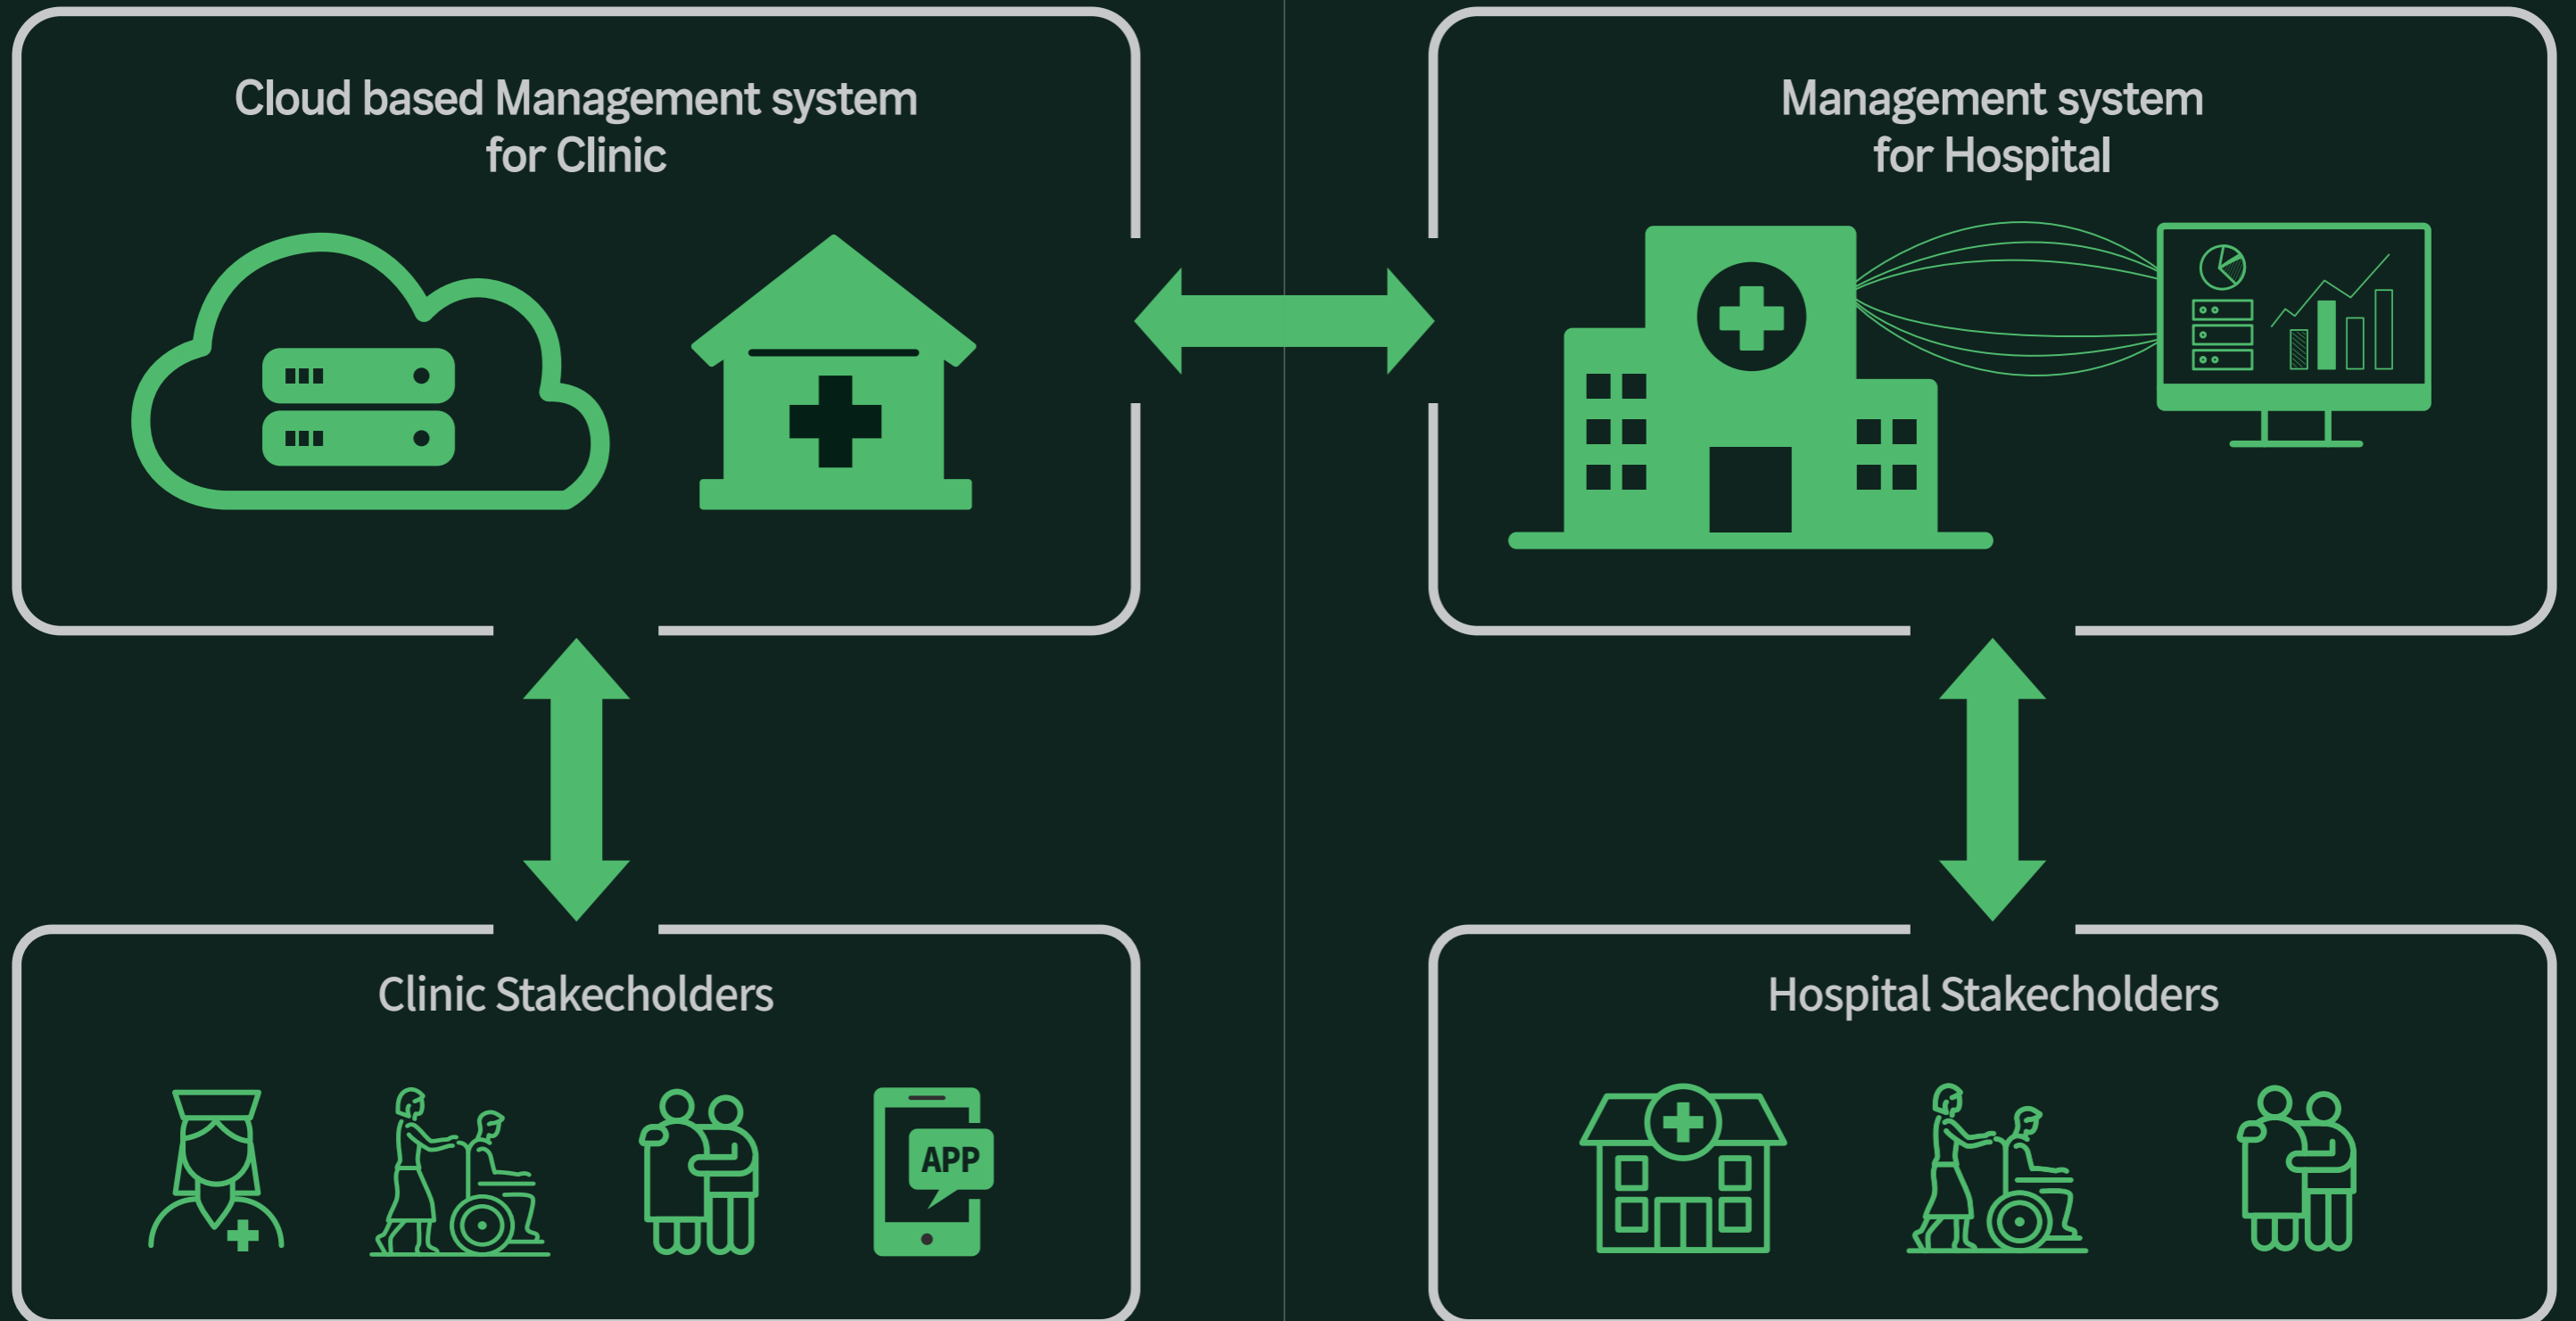 Cloud based Management system
for Clinic
Management system
for Hospital
Clinic Stakecholders
APP
Hospital Stakecholders